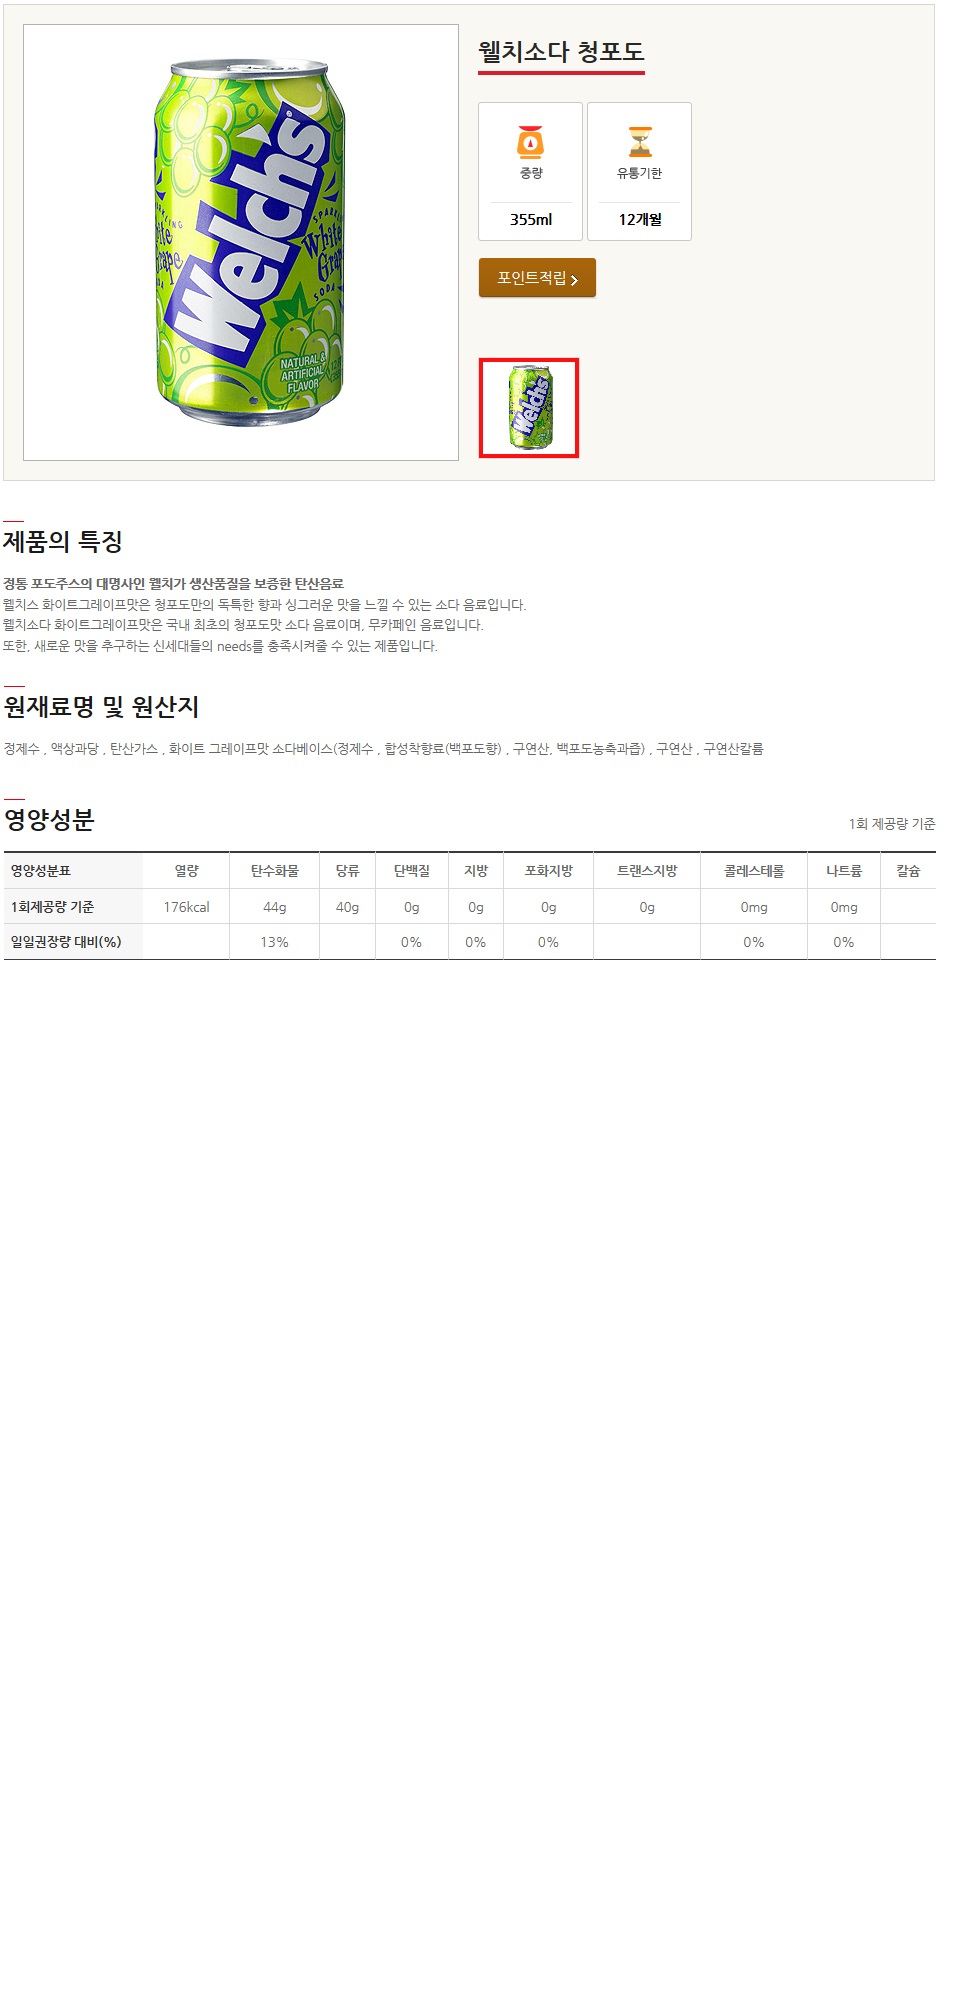 웰치소다 청포도
Welch's
SPARKLING
White
Grape
SODA
NATURAL &
ARTIFICIAL
FLAVOR
중량
유통기한
355ml
12개월
포인트적립
Welch's
제품의 특징
정통 포도주스의 대명사인 웰치가 생산품질을 보증한 탄산음료
웰치스 화이트그레이프맛은 청포도만의 독특한 향과 싱그러운 맛을 느낄 수 있는 소다 음료입니다.
웰치소다 화이트그레이프맛은 국내 최초의 청포도맛 소다 음료이며, 무카페인 음료입니다.
또한, 새로운 맛을 추구하는 신세대들의 needs를 충족시켜줄 수 있는 제품입니다.
원재료명 및 원산지
정제수 , 액상과당 , 탄산가스 , 화이트 그레이프맛 소다베이스(정제수 , 합성착향료(백포도향) , 구연산, 백포도농축과즙) , 구연산 , 구연산칼륨
영양성분
1회 제공량 기준
영양성분표 열량 탄수화물 당류 단백질 지방 포화지방 트랜스지방 콜레스테롤 나트륨 칼슘
1회제공량 기준 176kcal 44g 40g 0g 0g 0g 0g 0mg 0mg
일일권장량 대비(%) 13% 0% 0% 0% 0% 0%